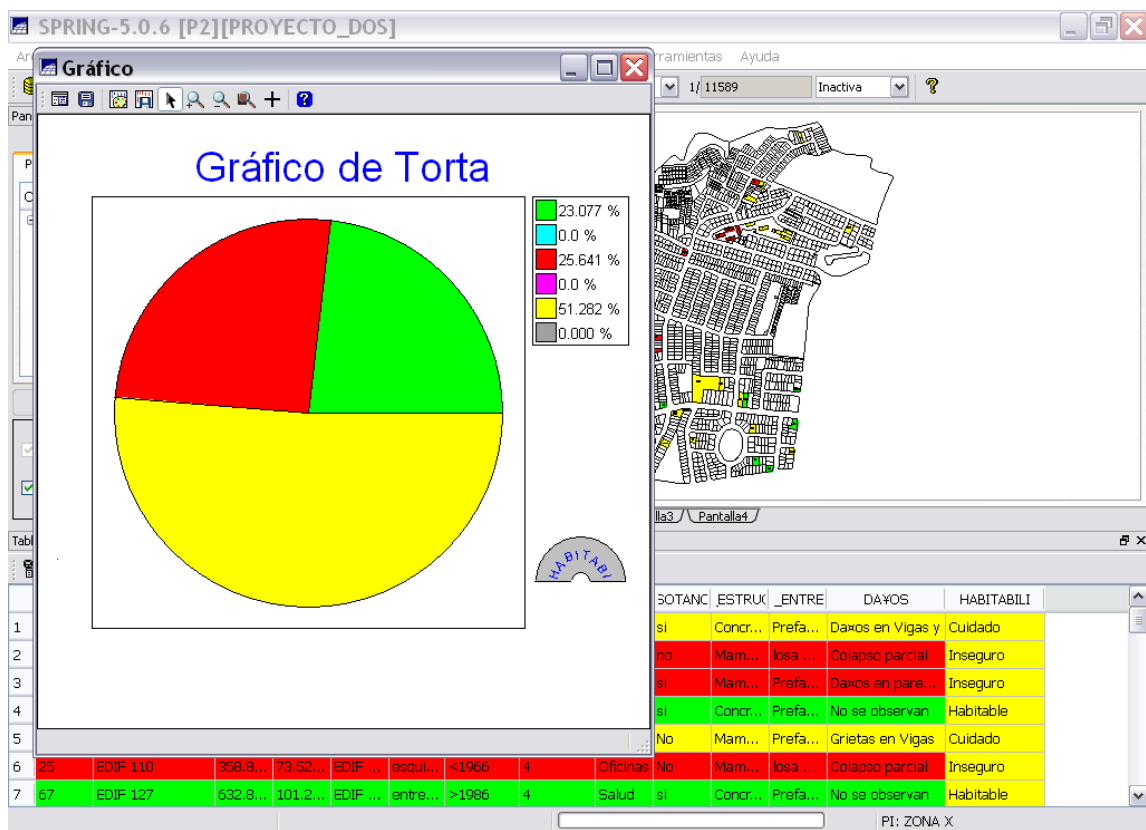 SPRING-5.0.6 [P2][PROYECTO_DOS]
Ar
rramientas Ayuda
Gráfico
1/ 11589
Inactiva
Pan
P
C
Gráfico de Torta
23.077 %
0.0 %
25.641 %
0.0 %
51.282 %
0.000 %
HABITABI
lla3 Pantalla4
Tabl
SOTANC _ESTRU( _ENTRE DA¥OS HABITABILI
1 si Concr... Prefa... Da¤os en Vigas y Cuidado
2 no Mam... losa ... Colapso parcial Inseguro
3 si Mam... Prefa... Da¤os en pare... Inseguro
4 si Concr... Prefa... No se observan Habitable
5 No Mam... Prefa... Grietas en Vigas Cuidado
6 25 EDIF 110 358.8... 73.52... EDIF ... esqui... <1966 4 Oficinas No Mam... losa ... Colapso parcial Inseguro
7 67 EDIF 127 632.8... 101.2... EDIF ... entre... >1986 4 Salud si Concr... Prefa... No se observan Habitable
PI: ZONA X